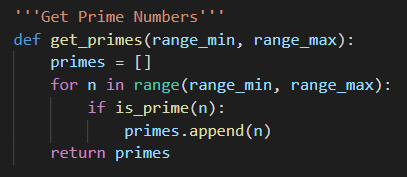 '''Get Prime Numbers'''
def get_primes(range_min, range_max):
    primes = []
    for n in range(range_min, range_max):
        if is_prime(n):
            primes.append(n)
    return primes